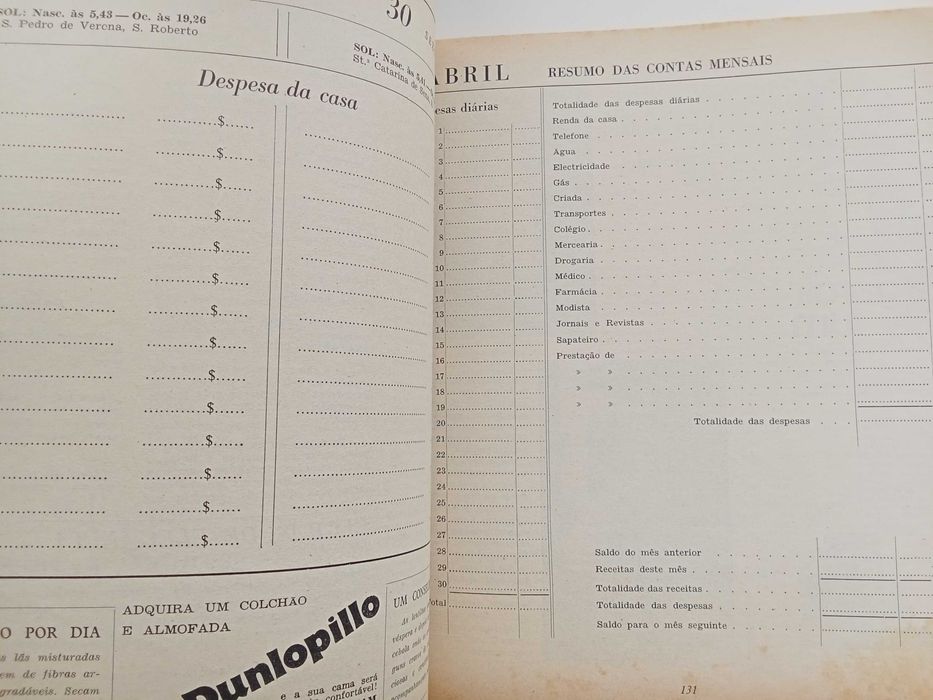 SOL: Nasc. às 5,43 — Oc. às 19,26
S. Pedro de Verona, S. Roberto
30
SOL: Nasc. às 5,41
St.ª Catarina de
Despesa da casa
$
$
$
$
$
$
$
$
$
$
$
$
$
$
O POR DIA
s lãs misturadas
em de fibras ar-
gradáveis. Secam
ADQUIRA UM COLCHÃO
E ALMOFADA
Dunlopillo
e a sua cama será
confortável!
UM
ABRIL
RESUMO DAS CONTAS MENSAIS
esas diárias
1
2
3
4
5
6
7
8
9
10
11
12
13
14
15
16
17
18
19
20
21
22
23
24
25
26
27
28
29
30
Total
Totalidade das despesas diárias
Renda da casa
Telefone
Água
Electricidade
Gás
Criada
Transportes
Colégio
Mercearia
Drogaria
Médico
Farmácia
Modista
Jornais e Revistas
Sapateiro
Prestação de
» »
» »
» »
Totalidade das despesas
Saldo do mês anterior
Receitas deste mês
Totalidade das receitas
Totalidade das despesas
Saldo para o mês seguinte
131